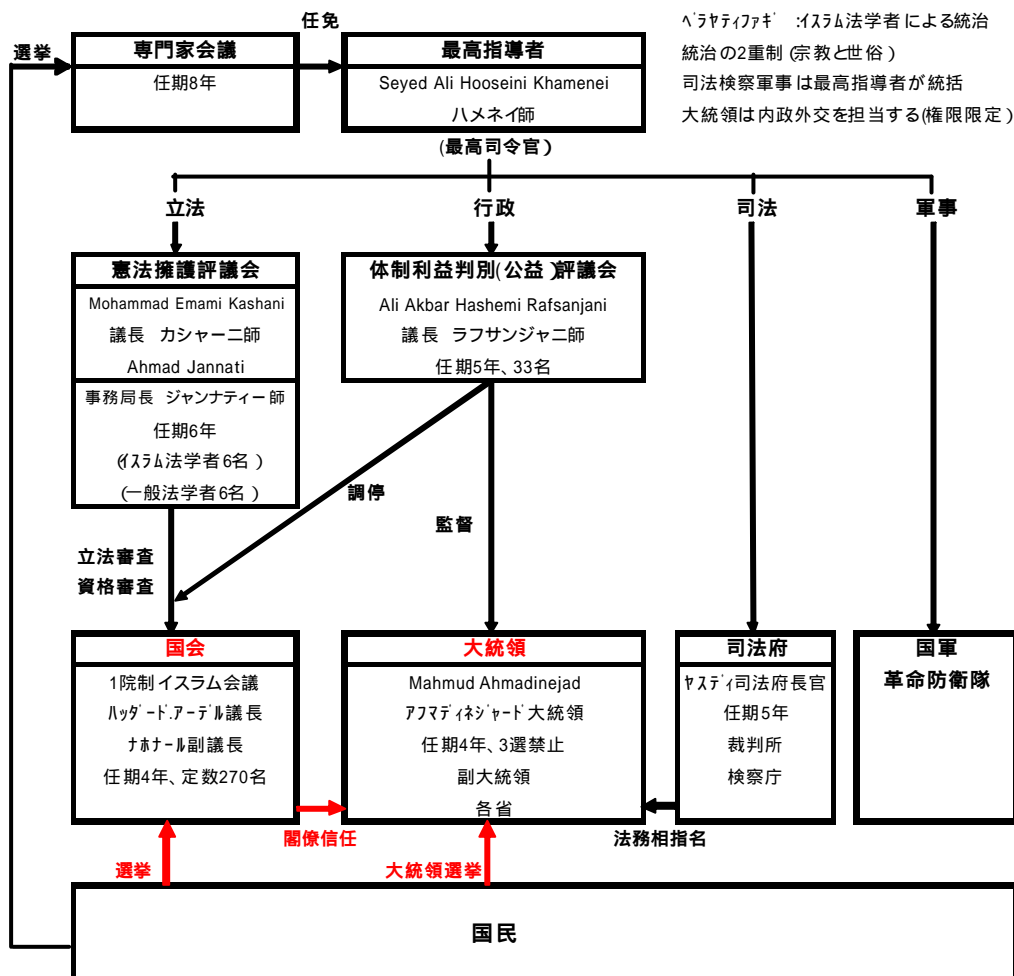 選挙
任免
専門家会議
任期8年
最高指導者
Seyed Ali Hooseini Khamenei
ハメネイ師
(最高司令官)
ﾍﾞﾗﾔﾃｨﾌｧｷﾞ :ｲｽﾗﾑ法学者による統治
統治の2重制 (宗教と世俗)
司法検察軍事は最高指導者が統括
大統領は内政外交を担当する(権限限定)
立法
行政
司法
軍事
憲法擁護評議会
Mohammad Emami Kashani
議長 カシャーニ師
Ahmad Jannati
事務局長 ジャンナティー師
任期6年
(ｲｽﾗﾑ法学者6名)
(一般法学者6名)
体制利益判別(公益)評議会
Ali Akbar Hashemi Rafsanjani
議長 ラフサンジャニ師
任期5年、33名
調停
監督
立法審査
資格審査
国会
1院制イスラム会議
ﾊｯﾀﾞｰﾄﾞ.ｱｰﾃﾞﾙ議長
ﾅﾎﾅｰﾙ副議長
任期4年、定数270名
大統領
Mahmud Ahmadinejad
ｱﾌﾏﾃﾞｨﾈｼﾞｬｰﾄﾞ大統領
任期4年、3選禁止
副大統領
各省
司法府
ﾔｽﾃﾞｨ司法府長官
任期5年
裁判所
検察庁
国軍
革命防衛隊
閣僚信任
法務相指名
選挙
大統領選挙
国民